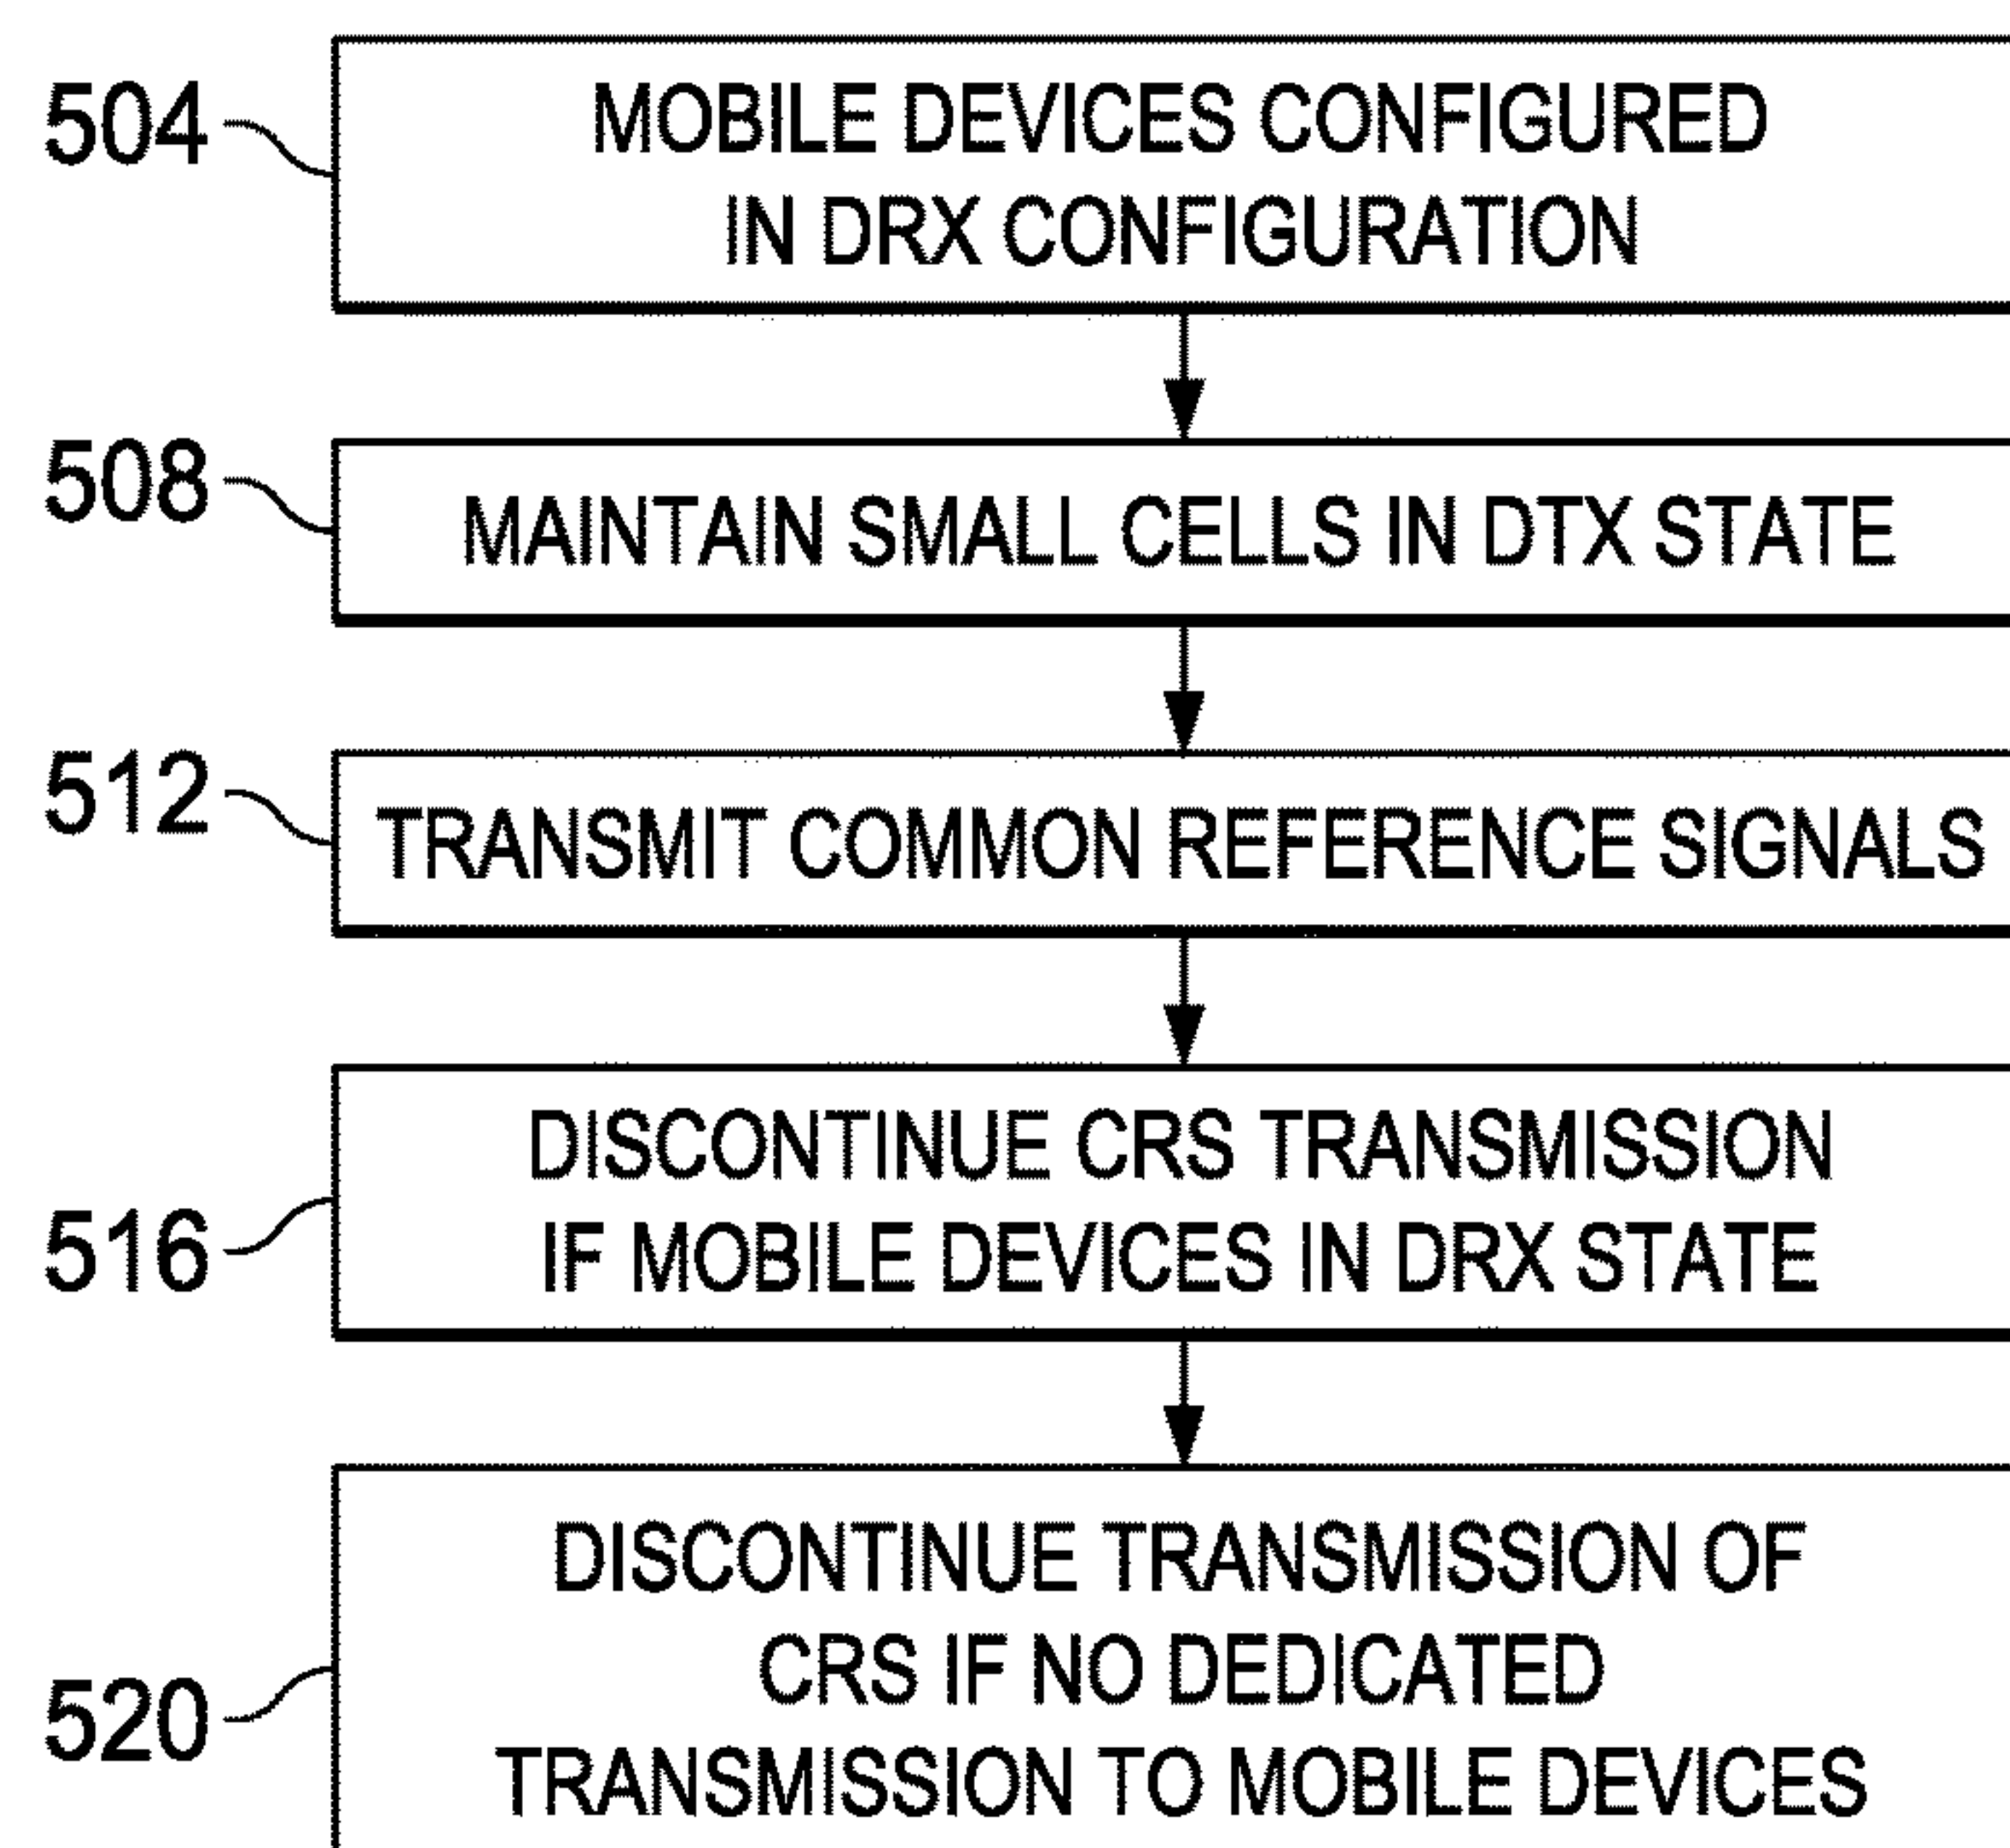 504
MOBILE DEVICES CONFIGURED
IN DRX CONFIGURATION
508
MAINTAIN SMALL CELLS IN DTX STATE
512
TRANSMIT COMMON REFERENCE SIGNALS
516
DISCONTINUE CRS TRANSMISSION
IF MOBILE DEVICES IN DRX STATE
520
DISCONTINUE TRANSMISSION OF
CRS IF NO DEDICATED
TRANSMISSION TO MOBILE DEVICES